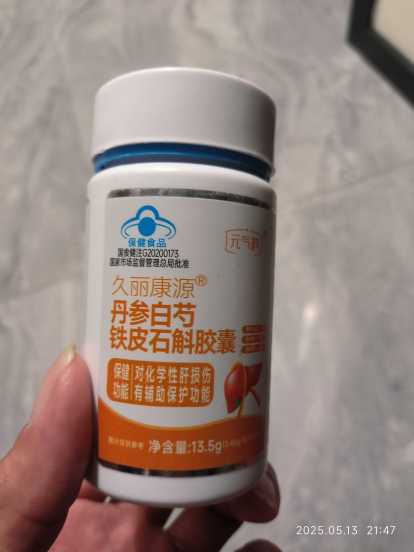 保健食品
国食健注G20200173
国家市场监督管理总局批准
久丽康源®
丹参白芍
铁皮石斛胶囊
保健功能
对化学性肝损伤
有辅助保护功能
净含量:13.5g
2025.05.13 21:47